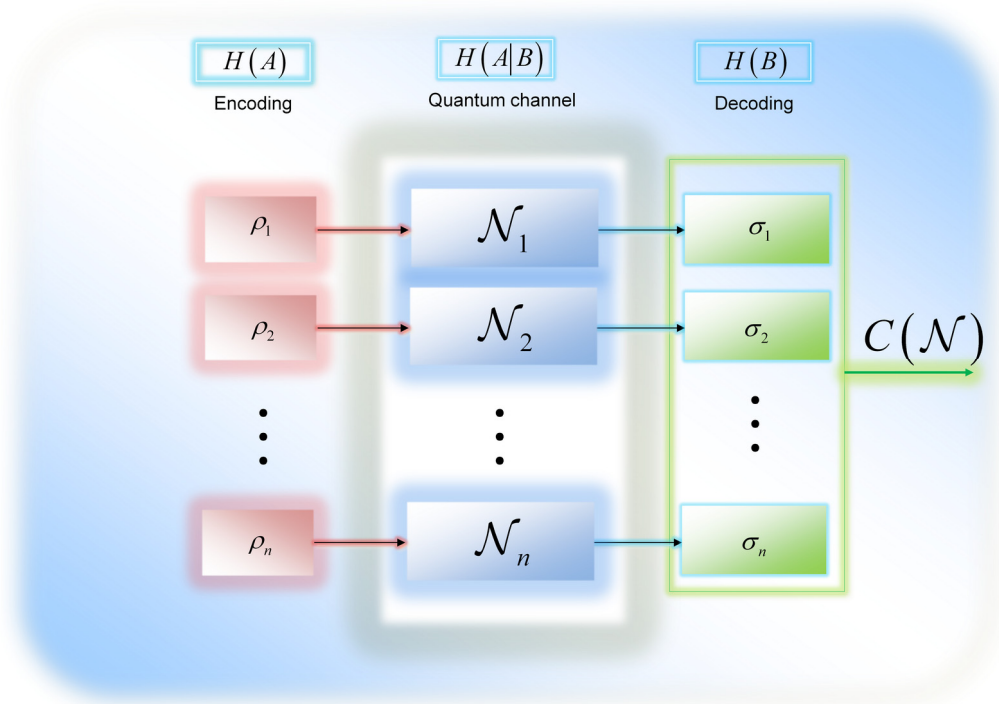 H(A) H(A|B) H(B)
Encoding Quantum channel Decoding
ρ₁ 𝒩₁ σ₁
ρ₂ 𝒩₂ σ₂
C(𝒩)
ρₙ 𝒩ₙ σₙ